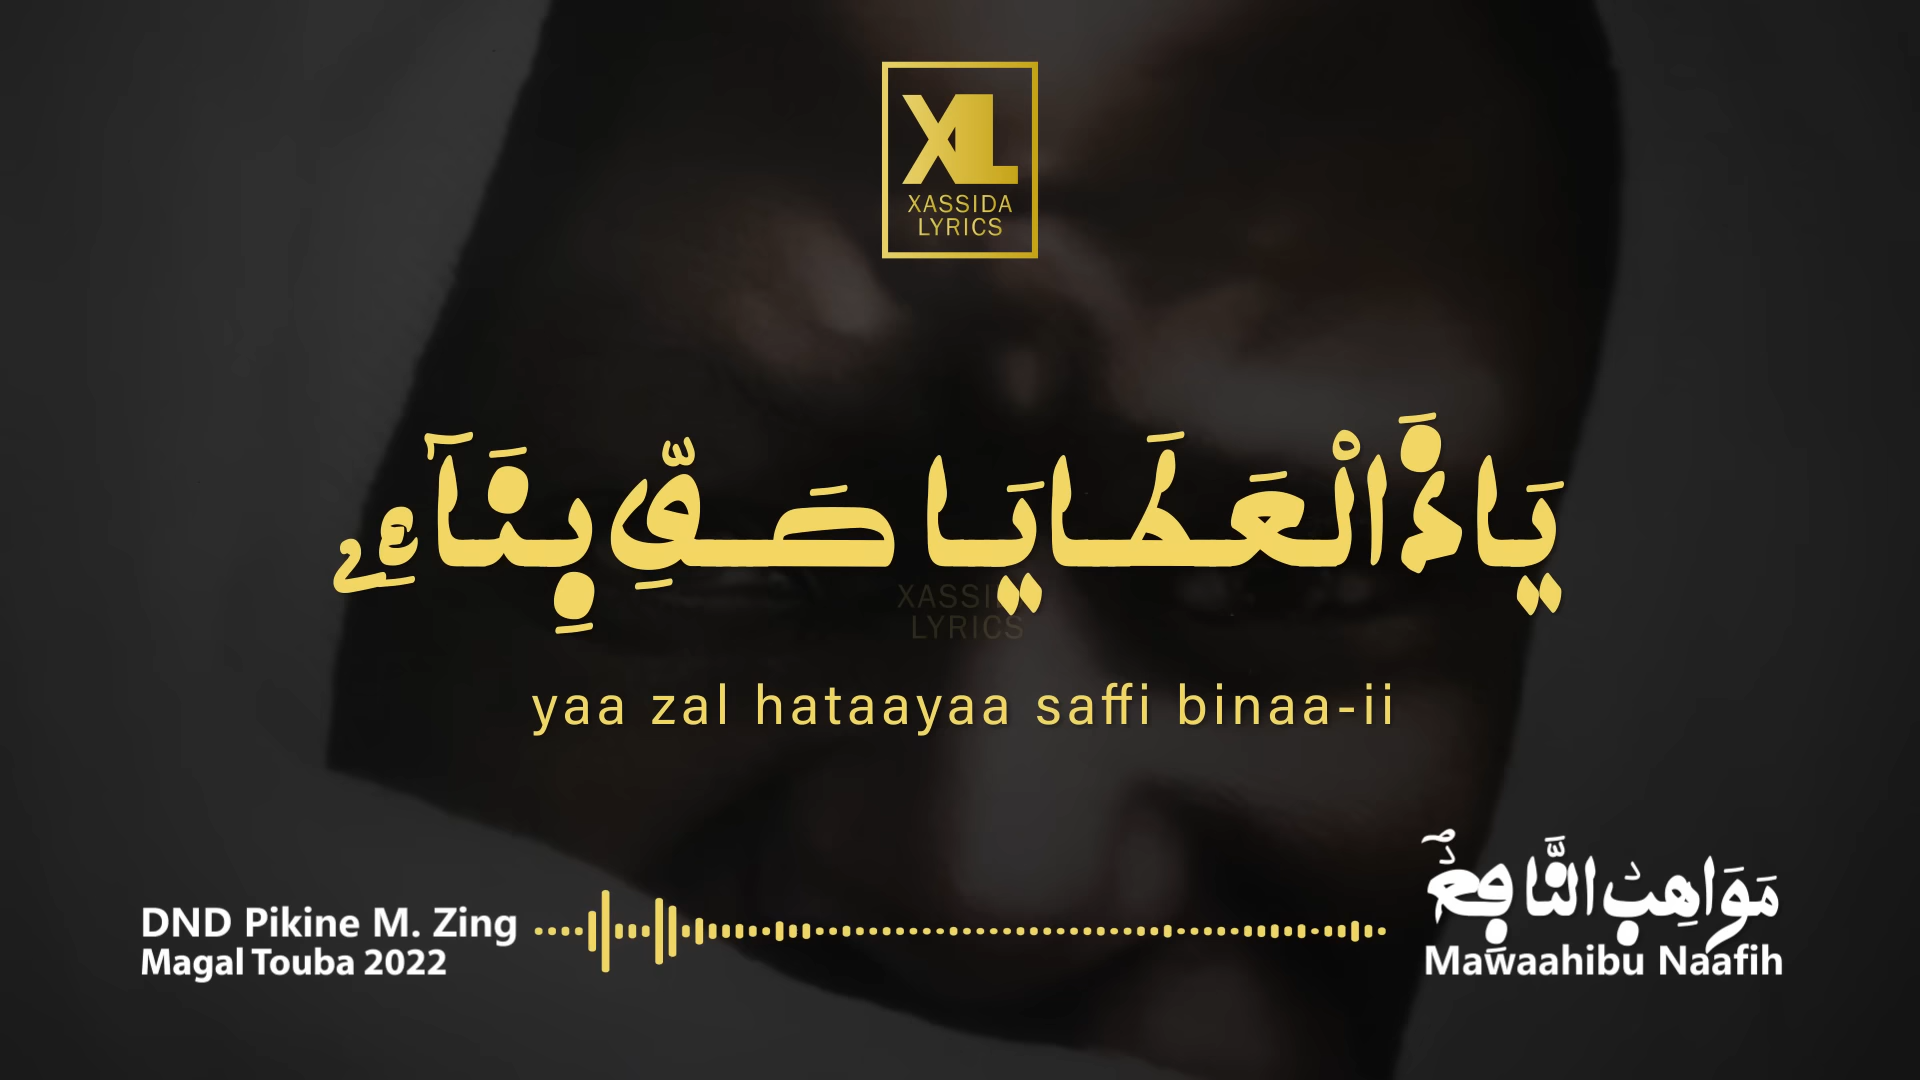 XL
XASSIDA
LYRICS
يَا ذَا الْعَطَايَا صَفِّ بِنَآءِے
XASSIDA
LYRICS
yaa zal hataayaa saffi binaa-ii
DND Pikine M. Zing
Magal Touba 2022
مَوَاهِبُ النَّافِعُ
Mawaahibu Naafih